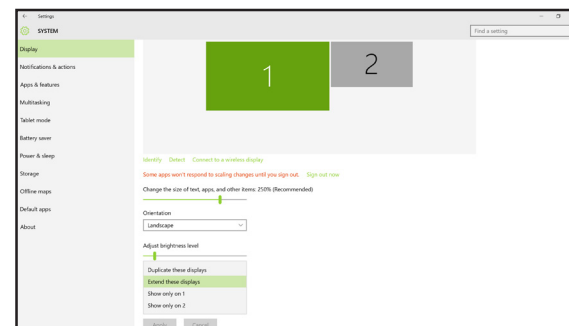 Settings
SYSTEM
Find a setting
Display
Notifications & actions
Apps & features
Multitasking
Tablet mode
Battery saver
Power & sleep
Storage
Offline maps
Default apps
About
1
2
Identify Detect Connect to a wireless display
Some apps won't respond to scaling changes until you sign out. Sign out now
Change the size of text, apps, and other items: 250% (Recommended)
Orientation
Landscape
Adjust brightness level
Duplicate these displays
Extend these displays
Show only on 1
Show only on 2
Apply Cancel